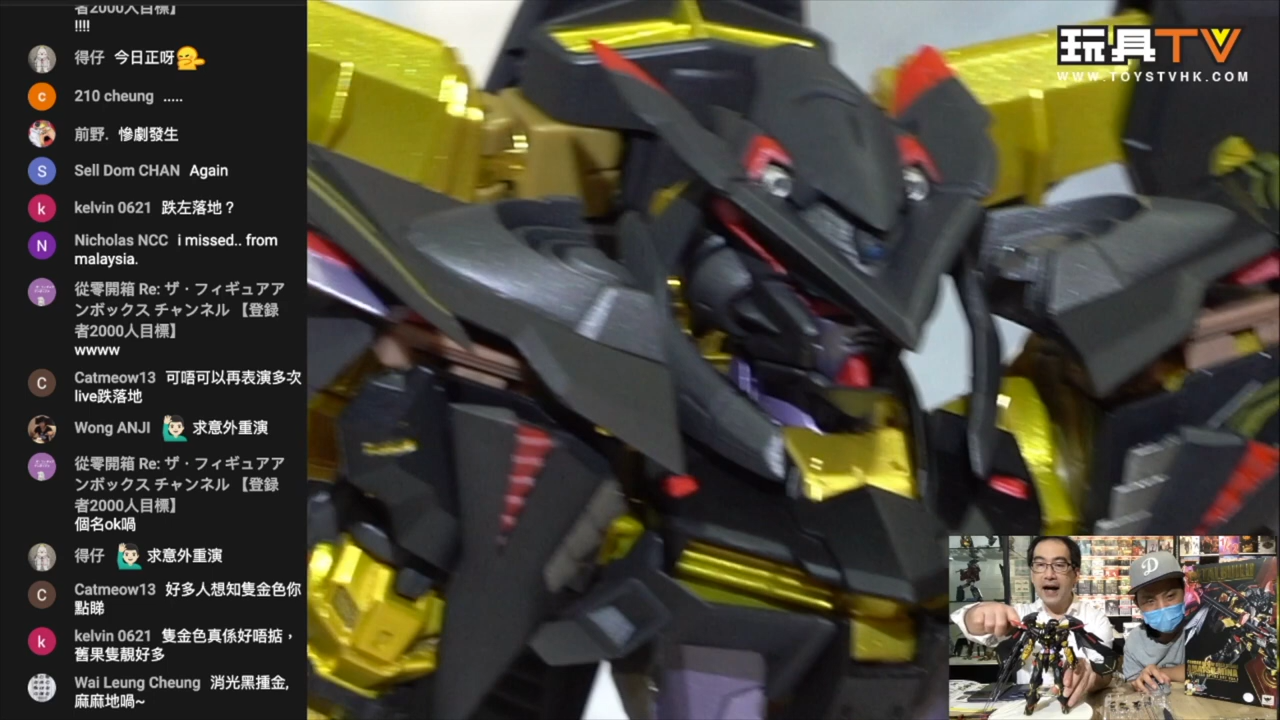 者2000人目標】
!!!!
得仔 今日正呀
210 cheung .....
前野. 慘劇發生
Sell Dom CHAN Again
kelvin 0621 跌左落地？
Nicholas NCC i missed.. from
malaysia.
從零開箱 Re: ザ・フィギュアア
ンボックス チャンネル 【登録
者2000人目標】
wwww
Catmeow13 可唔可以再表演多次
live跌落地
Wong ANJI 求意外重演
從零開箱 Re: ザ・フィギュアア
ンボックス チャンネル 【登録
者2000人目標】
個名ok喎
得仔 求意外重演
Catmeow13 好多人想知隻金色你
點睇
kelvin 0621 隻金色真係好唔掂，
舊果隻靚好多
Wai Leung Cheung 消光黑揰金,
麻麻地喎~
玩具TV
WWW.TOYSTVHK.COM